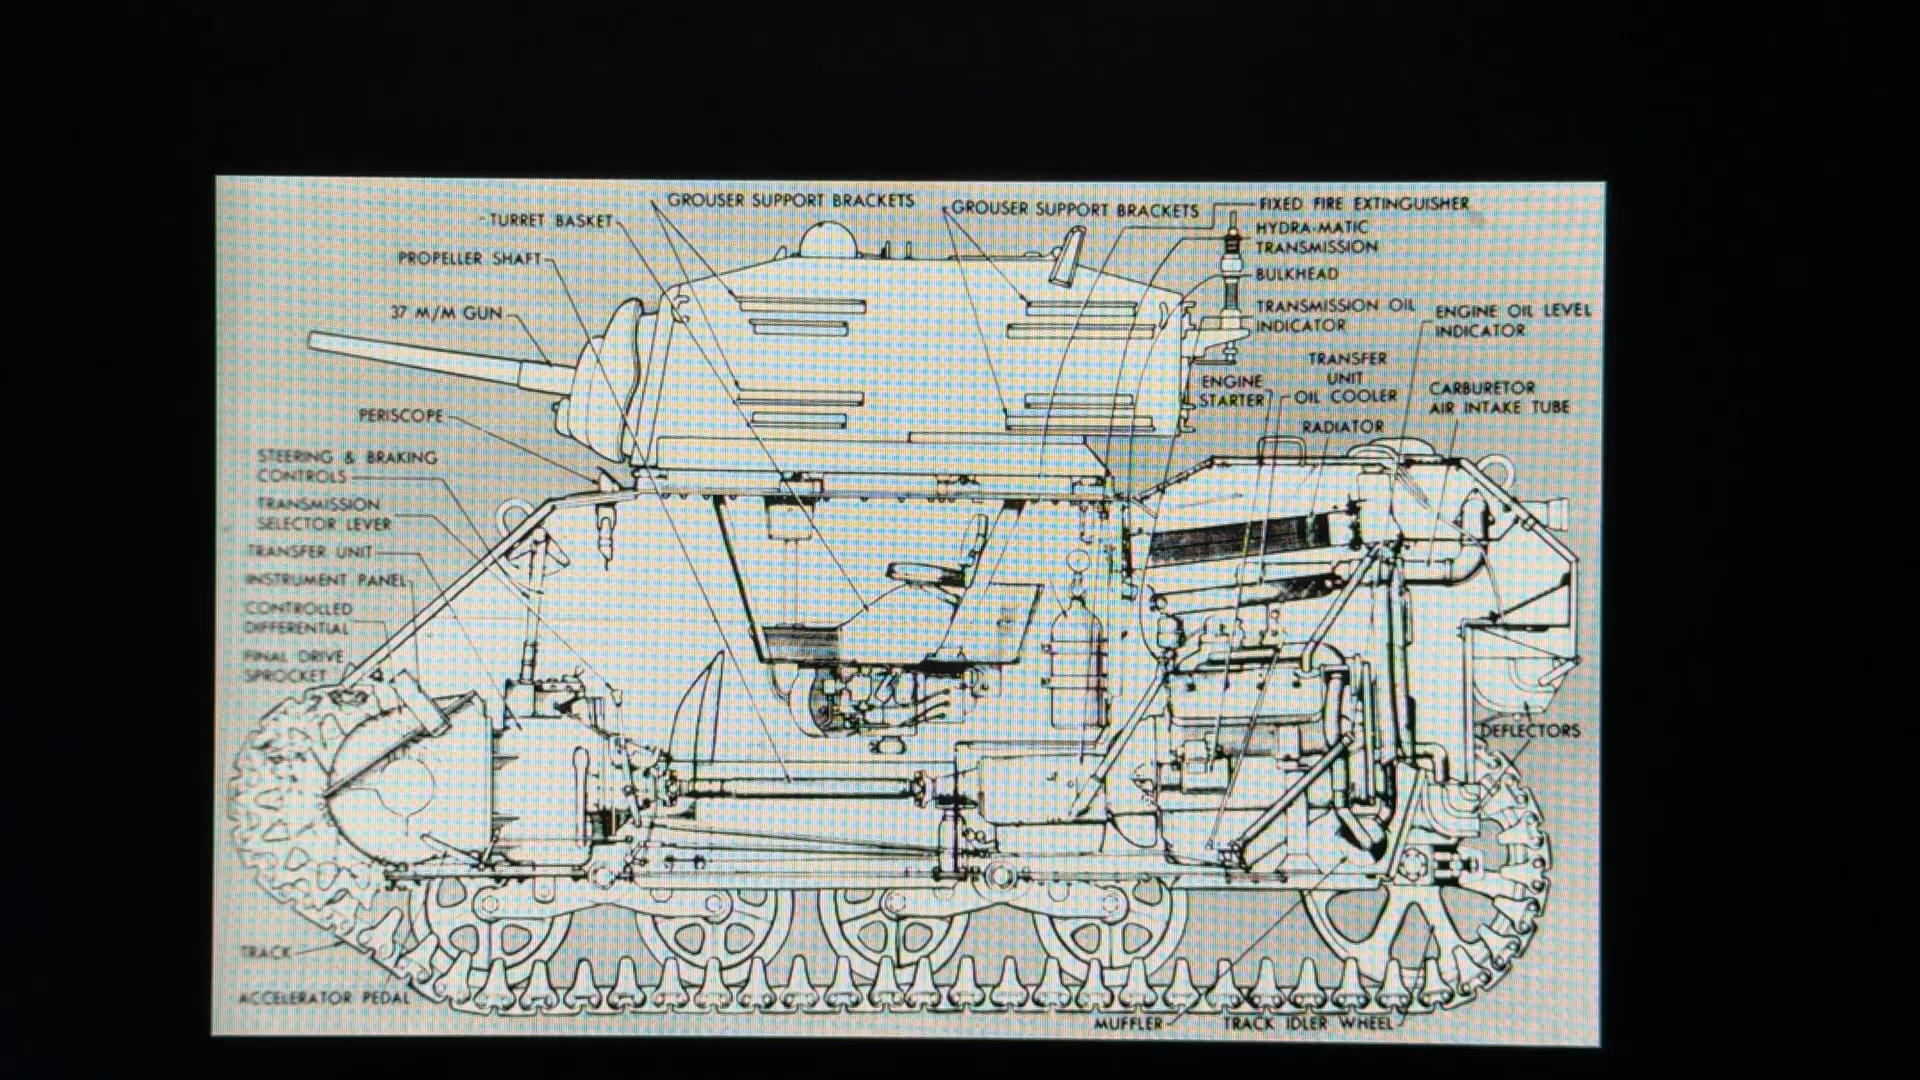 GROUSER SUPPORT BRACKETS
GROUSER SUPPORT BRACKETS
FIXED FIRE EXTINGUISHER
TURRET BASKET
HYDRA-MATIC
TRANSMISSION
PROPELLER SHAFT
BULKHEAD
37 M/M GUN
TRANSMISSION OIL
INDICATOR
ENGINE OIL LEVEL
INDICATOR
TRANSFER
UNIT
OIL COOLER
ENGINE
STARTER
CARBURETOR
AIR INTAKE TUBE
PERISCOPE
RADIATOR
STEERING & BRAKING
CONTROLS
TRANSMISSION
SELECTOR LEVER
TRANSFER UNIT
INSTRUMENT PANEL
CONTROLLED
DIFFERENTIAL
FINAL DRIVE
SPROCKET
DEFLECTORS
TRACK
ACCELERATOR PEDAL
MUFFLER
TRACK IDLER WHEEL